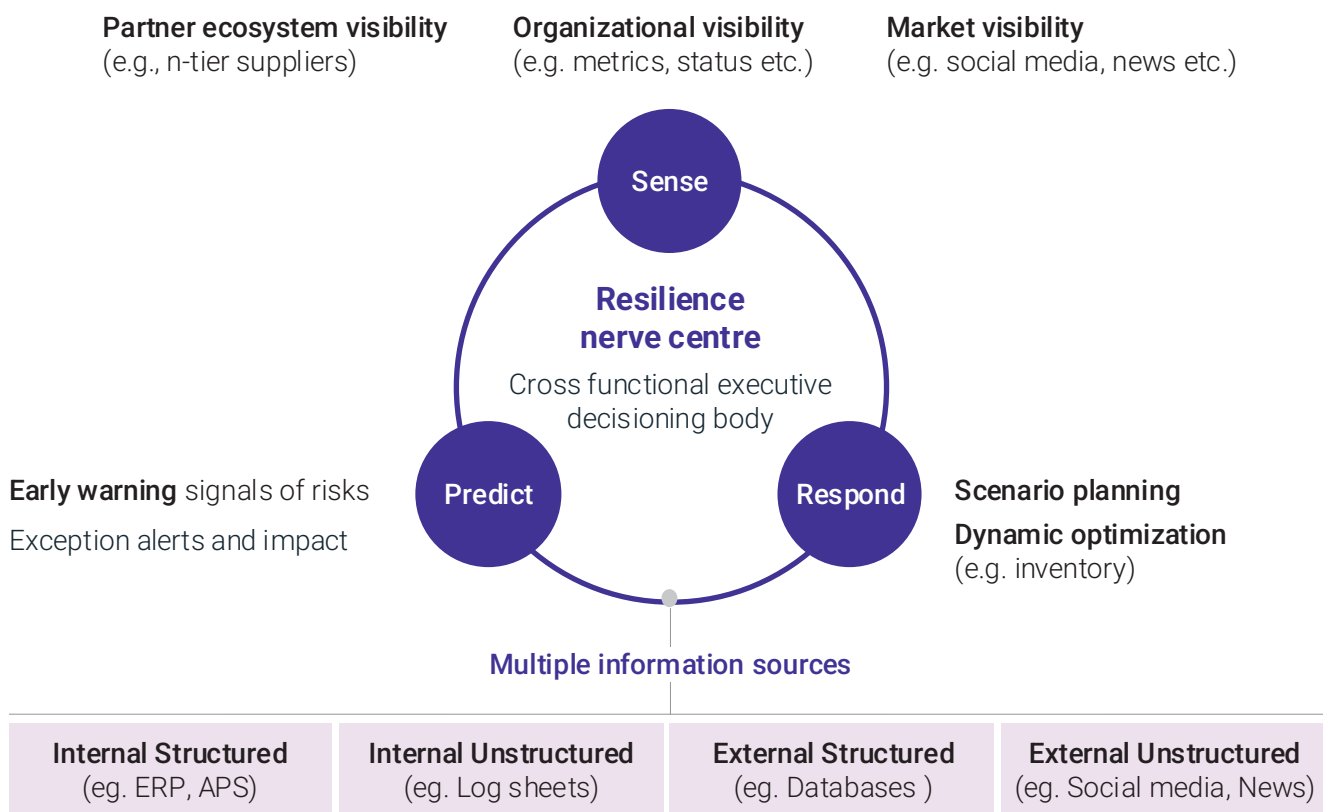 Partner ecosystem visibility
(e.g., n-tier suppliers)
Organizational visibility
(e.g. metrics, status etc.)
Market visibility
(e.g. social media, news etc.)
Sense
Resilience
nerve centre
Cross functional executive
decisioning body
Predict
Early warning signals of risks
Exception alerts and impact
Respond
Scenario planning
Dynamic optimization
(e.g. inventory)
Multiple information sources
Internal Structured
(eg. ERP, APS)
Internal Unstructured
(eg. Log sheets)
External Structured
(eg. Databases )
External Unstructured
(eg. Social media, News)